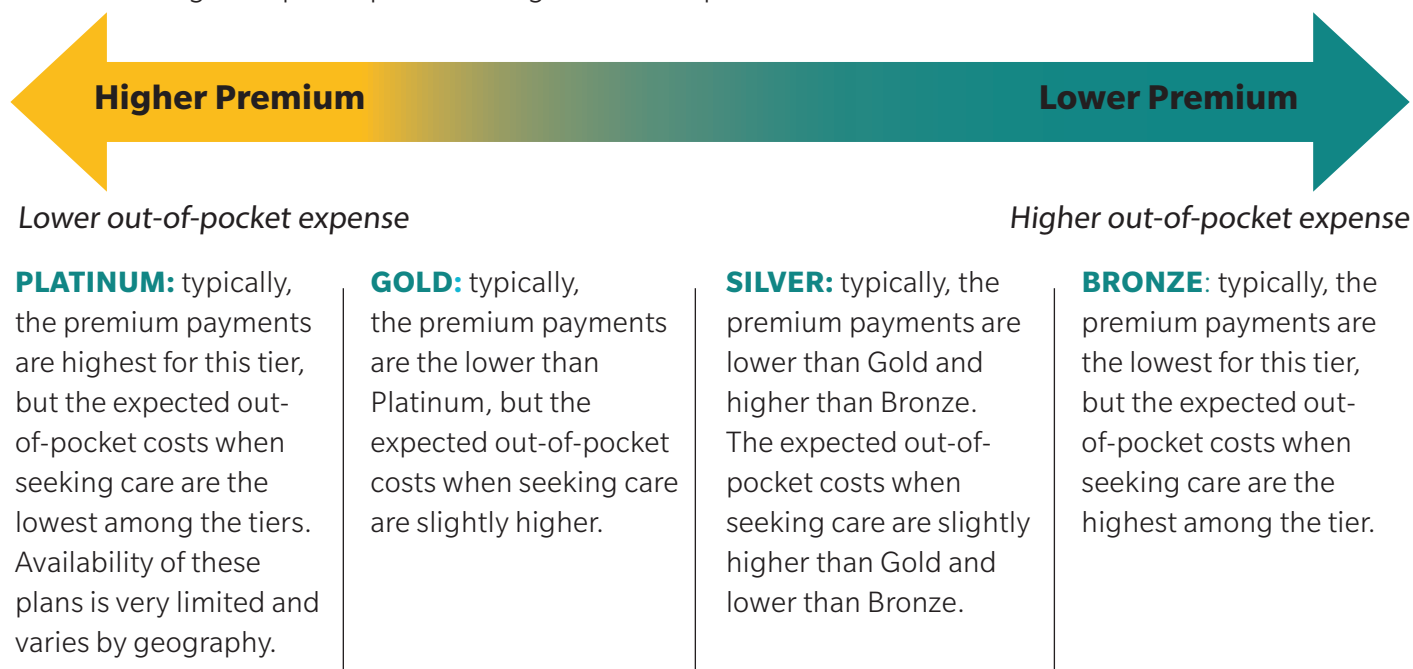 Higher Premium
Lower Premium
Lower out-of-pocket expense
Higher out-of-pocket expense
PLATINUM: typically,
the premium payments
are highest for this tier,
but the expected out-
of-pocket costs when
seeking care are the
lowest among the tiers.
Availability of these
plans is very limited and
varies by geography.
GOLD: typically,
the premium payments
are the lower than
Platinum, but the
expected out-of-pocket
costs when seeking care
are slightly higher.
SILVER: typically, the
premium payments are
lower than Gold and
higher than Bronze.
The expected out-of-
pocket costs when
seeking care are slightly
higher than Gold and
lower than Bronze.
BRONZE: typically, the
premium payments are
the lowest for this tier,
but the expected out-
of-pocket costs when
seeking care are the
highest among the tier.